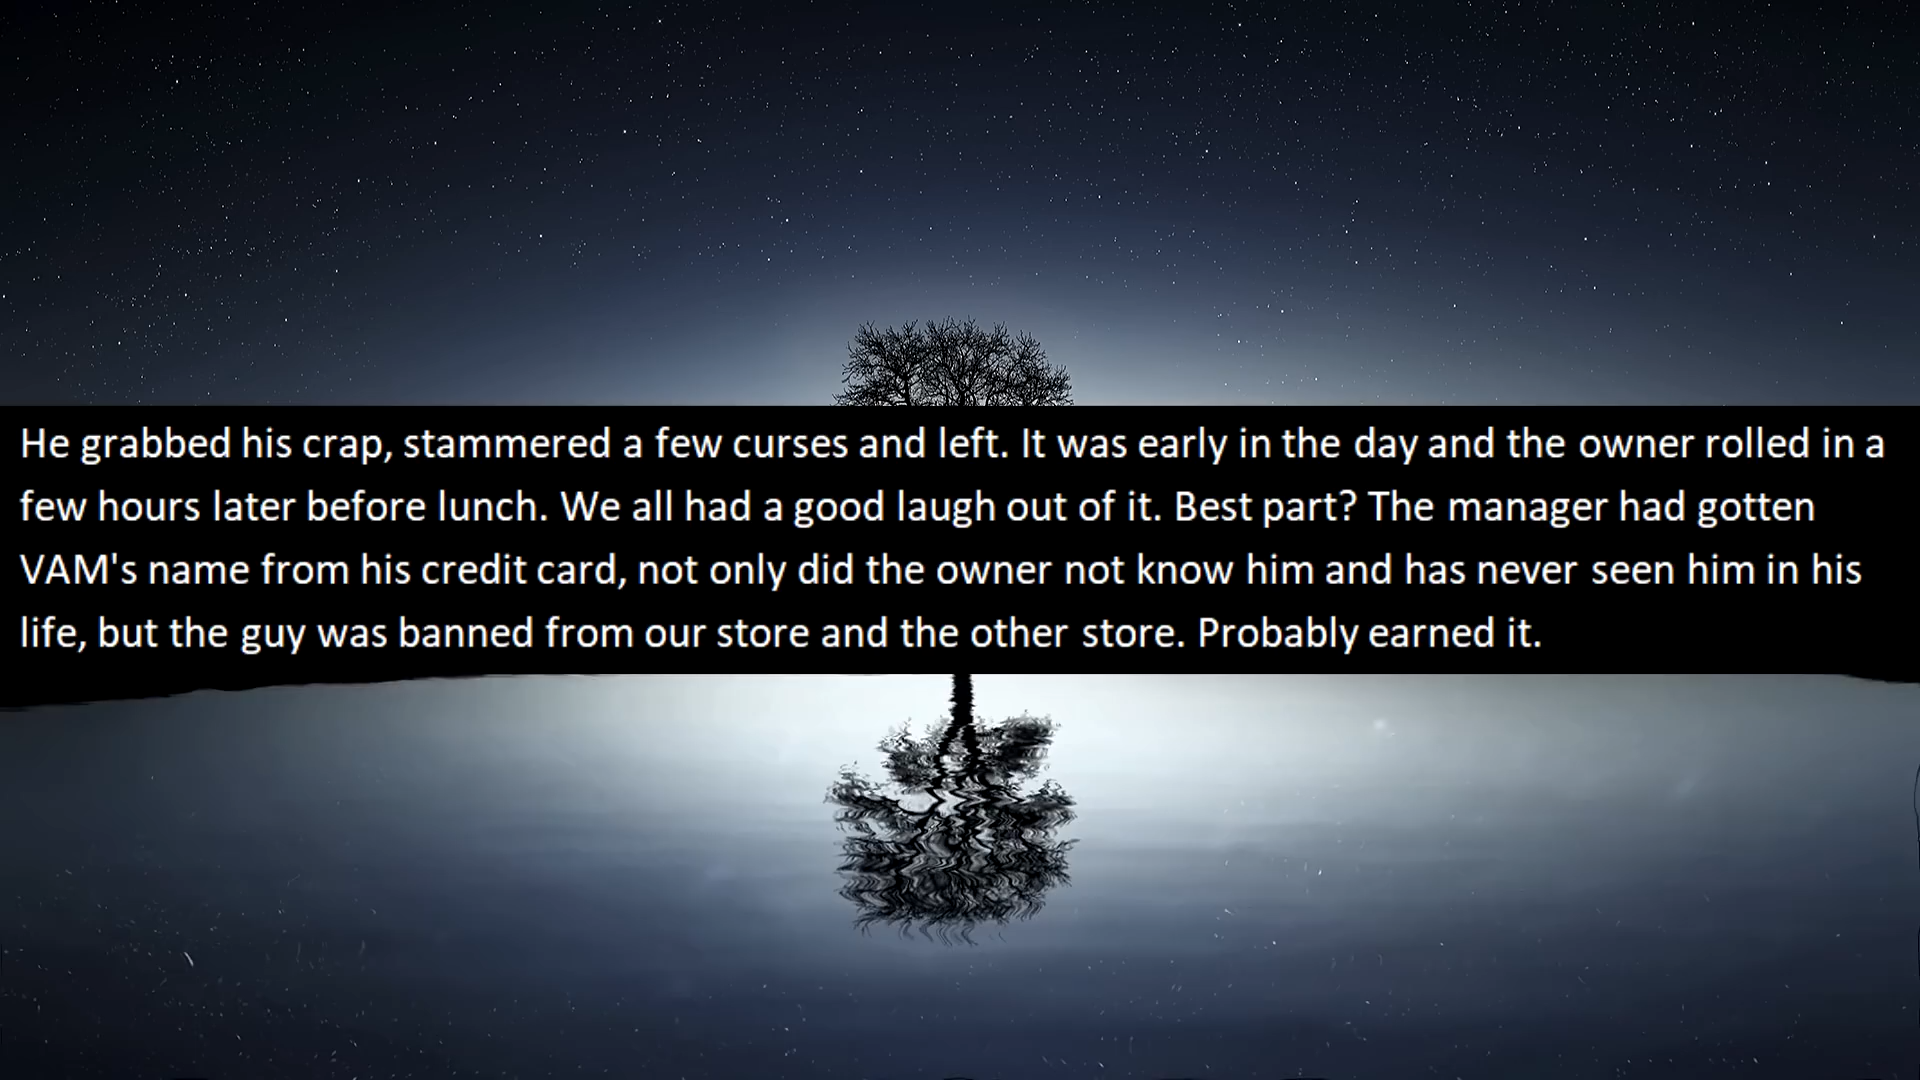 He grabbed his crap, stammered a few curses and left. It was early in the day and the owner rolled in a
few hours later before lunch. We all had a good laugh out of it. Best part? The manager had gotten
VAM's name from his credit card, not only did the owner not know him and has never seen him in his
life, but the guy was banned from our store and the other store. Probably earned it.